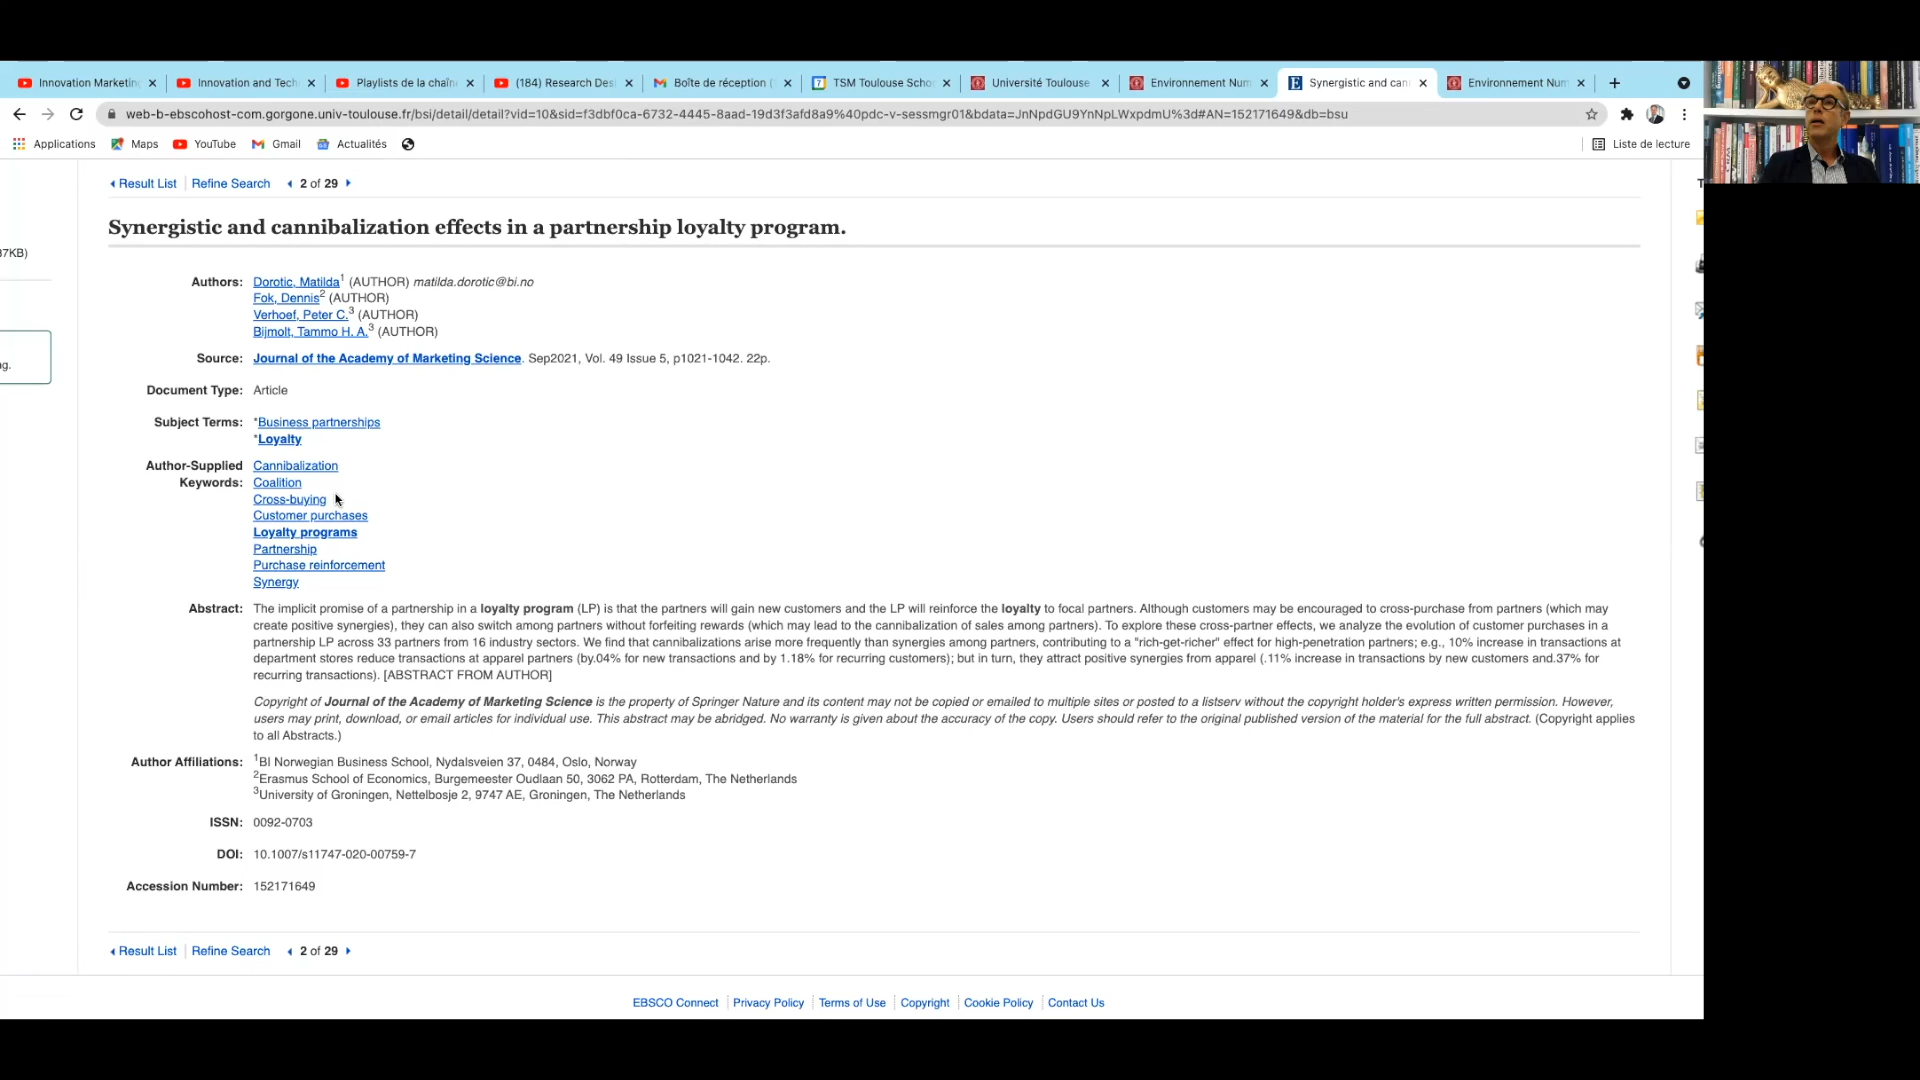 Innovation Marketin
Innovation and Tech
Playlists de la chaîn
(184) Research Des
Boîte de réception (
TSM Toulouse Scho
Université Toulouse
Environnement Num
Synergistic and can
Environnement Num
web-b-ebscohost-com.gorgone.univ-toulouse.fr/bsi/detail/detail?vid=10&sid=f3dbf0ca-6732-4445-8aad-19d3f3afd8a9%40pdc-v-sessmgr01&bdata=JnNpdGU9YnNpLWxpdmU%3d#AN=152171649&db=bsu
Applications Maps YouTube Gmail Actualités Liste de lecture
Result List Refine Search 2 of 29
Synergistic and cannibalization effects in a partnership loyalty program.
37KB)
ng.
Authors: Dorotic, Matilda1 (AUTHOR) matilda.dorotic@bi.no
Fok, Dennis2 (AUTHOR)
Verhoef, Peter C.3 (AUTHOR)
Bijmolt, Tammo H. A.3 (AUTHOR)
Source: Journal of the Academy of Marketing Science. Sep2021, Vol. 49 Issue 5, p1021-1042. 22p.
Document Type: Article
Subject Terms: *Business partnerships
*Loyalty
Author-Supplied Keywords: Cannibalization
Coalition
Cross-buying
Customer purchases
Loyalty programs
Partnership
Purchase reinforcement
Synergy
Abstract: The implicit promise of a partnership in a loyalty program (LP) is that the partners will gain new customers and the LP will reinforce the loyalty to focal partners. Although customers may be encouraged to cross-purchase from partners (which may
create positive synergies), they can also switch among partners without forfeiting rewards (which may lead to the cannibalization of sales among partners). To explore these cross-partner effects, we analyze the evolution of customer purchases in a
partnership LP across 33 partners from 16 industry sectors. We find that cannibalizations arise more frequently than synergies among partners, contributing to a "rich-get-richer" effect for high-penetration partners; e.g., 10% increase in transactions at
department stores reduce transactions at apparel partners (by.04% for new transactions and by 1.18% for recurring customers); but in turn, they attract positive synergies from apparel (.11% increase in transactions by new customers and.37% for
recurring transactions). [ABSTRACT FROM AUTHOR]
Copyright of Journal of the Academy of Marketing Science is the property of Springer Nature and its content may not be copied or emailed to multiple sites or posted to a listserv without the copyright holder's express written permission. However,
users may print, download, or email articles for individual use. This abstract may be abridged. No warranty is given about the accuracy of the copy. Users should refer to the original published version of the material for the full abstract. (Copyright applies
to all Abstracts.)
Author Affiliations: 1BI Norwegian Business School, Nydalsveien 37, 0484, Oslo, Norway
2Erasmus School of Economics, Burgemeester Oudlaan 50, 3062 PA, Rotterdam, The Netherlands
3University of Groningen, Nettelbosje 2, 9747 AE, Groningen, The Netherlands
ISSN: 0092-0703
DOI: 10.1007/s11747-020-00759-7
Accession Number: 152171649
Result List Refine Search 2 of 29
EBSCO Connect Privacy Policy Terms of Use Copyright Cookie Policy Contact Us